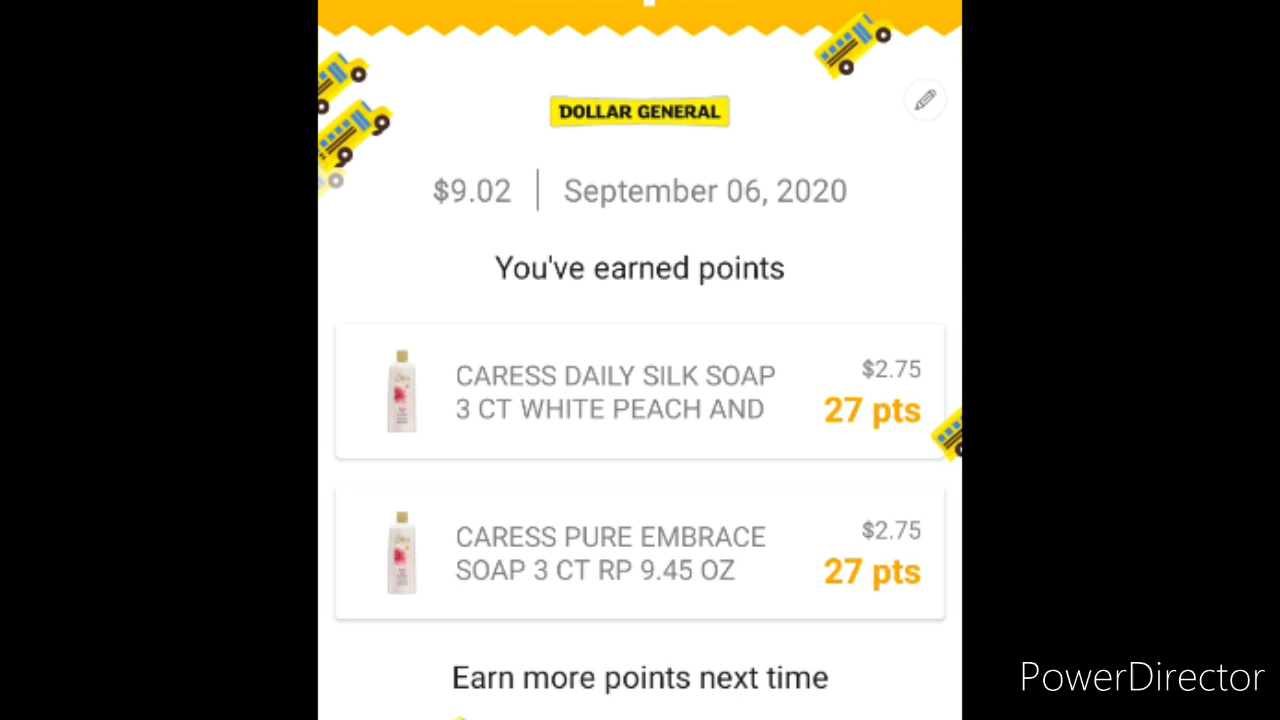 DOLLAR GENERAL
$9.02 | September 06, 2020
You've earned points
CARESS DAILY SILK SOAP
3 CT WHITE PEACH AND
$2.75
27 pts
CARESS PURE EMBRACE
SOAP 3 CT RP 9.45 OZ
$2.75
27 pts
Earn more points next time
PowerDirector